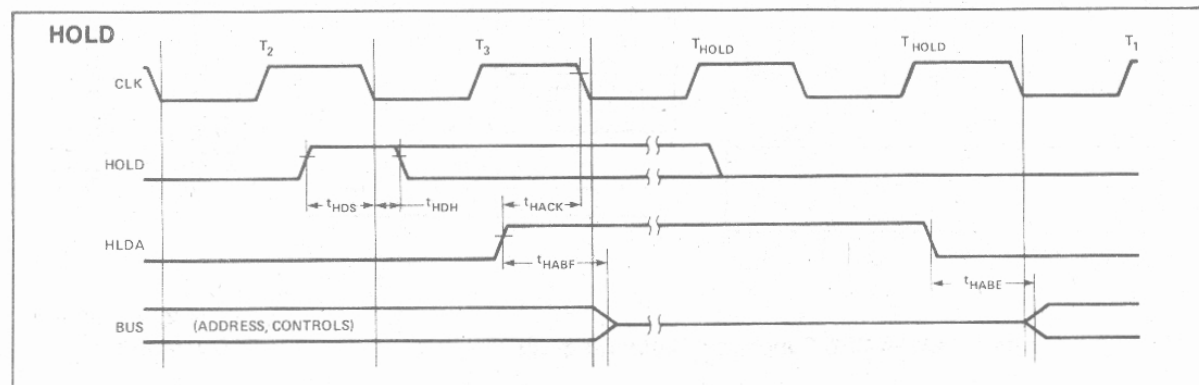 HOLD
T2 T3 THOLD THOLD T1
CLK
HOLD
tHDS tHDH tHACK
HLDA
tHABF tHABE
BUS (ADDRESS, CONTROLS)